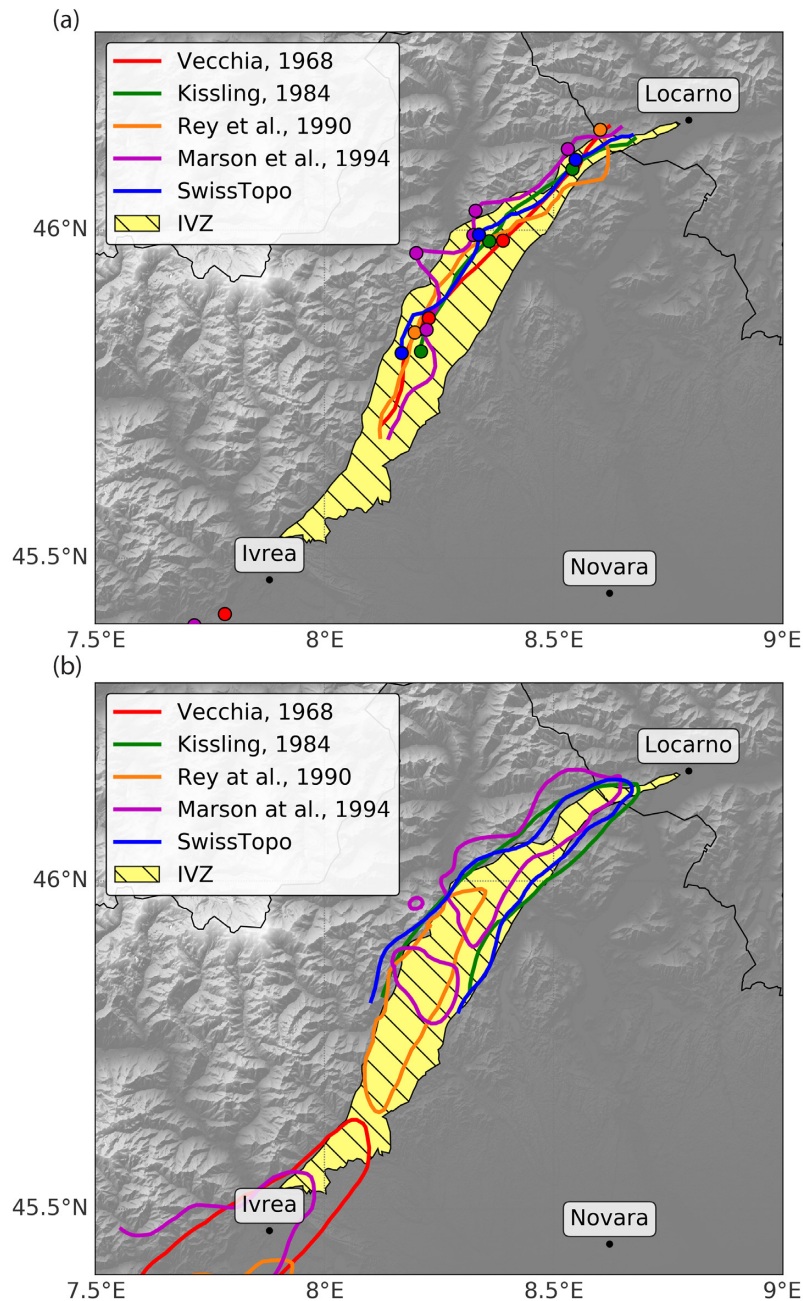 (a)
Vecchia, 1968
Kissling, 1984
Rey et al., 1990
Marson et al., 1994
SwissTopo
IVZ
Locarno
46°N
45.5°N
Ivrea
Novara
7.5°E 8°E 8.5°E 9°E
(b)
Vecchia, 1968
Kissling, 1984
Rey at al., 1990
Marson at al., 1994
SwissTopo
IVZ
Locarno
46°N
45.5°N
Ivrea
Novara
7.5°E 8°E 8.5°E 9°E